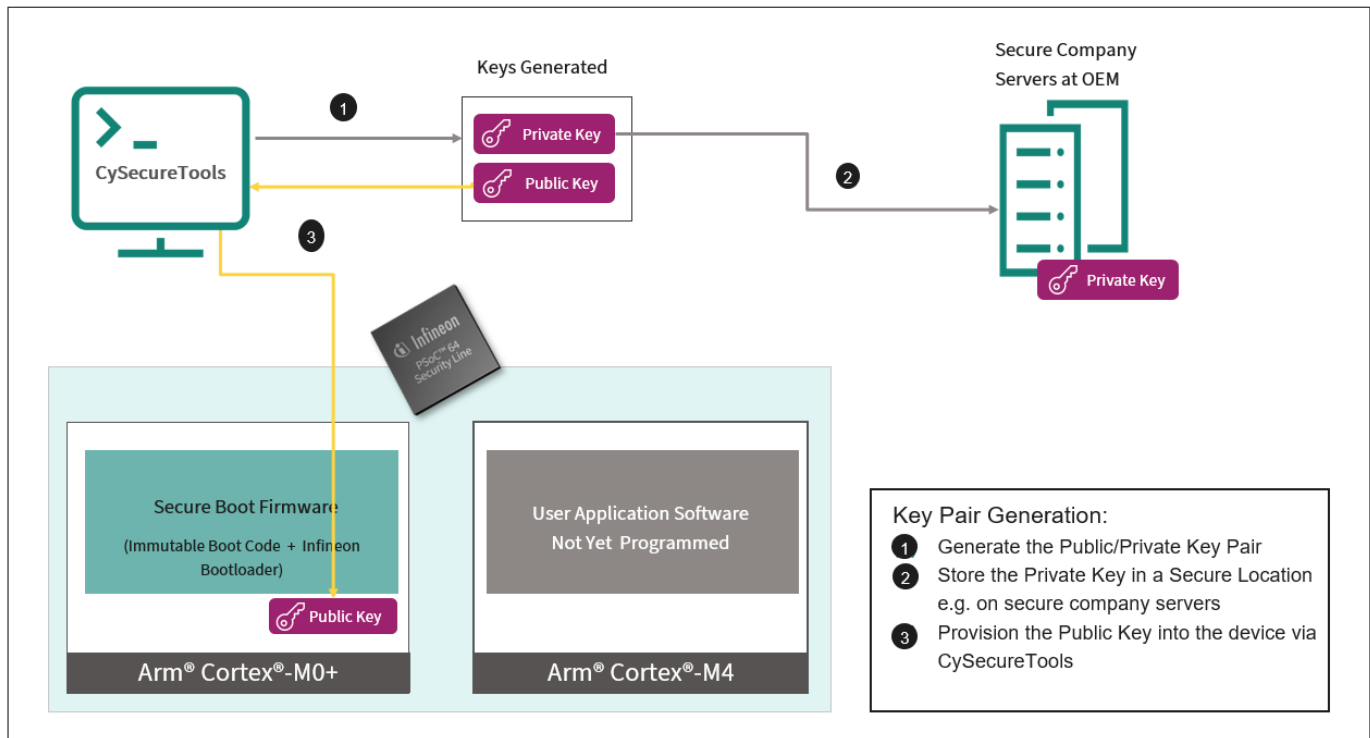 Secure Company
Servers at OEM
Keys Generated
1
>_
CySecureTools
Private Key
Public Key
2
3
Private Key
infineon
PSoC™ 64
Security Line
Secure Boot Firmware
(Immutable Boot Code + Infineon
Bootloader)
Public Key
Arm® Cortex®-M0+
User Application Software
Not Yet Programmed
Arm® Cortex®-M4
Key Pair Generation:
1 Generate the Public/Private Key Pair
2 Store the Private Key in a Secure Location
e.g. on secure company servers
3 Provision the Public Key into the device via
CySecureTools